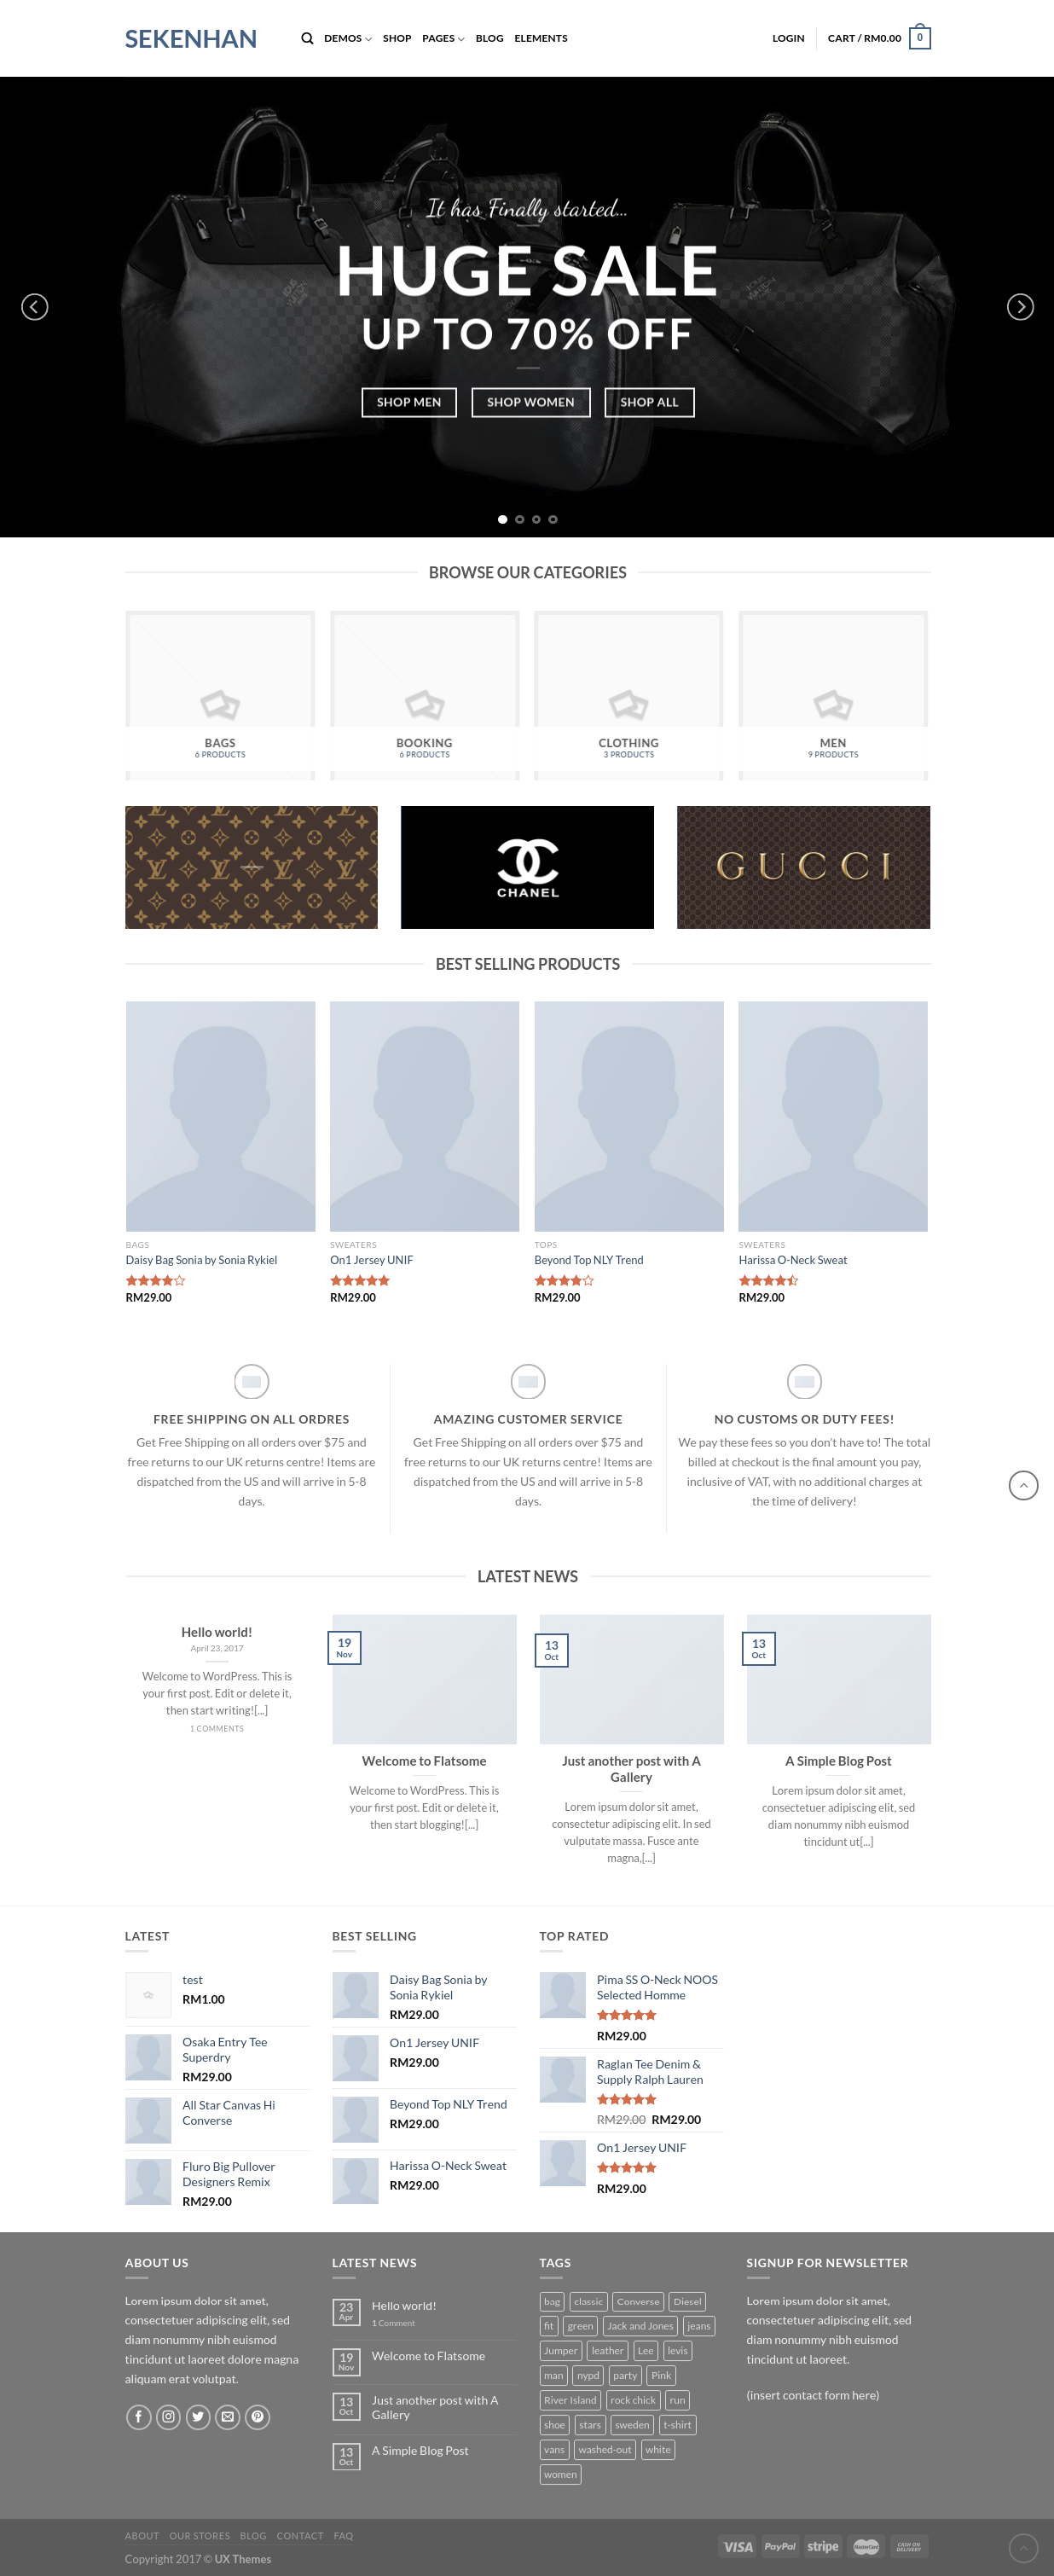 SEKENHAN
DEMOS SHOP PAGES BLOG ELEMENTS
LOGIN CART / RM0.00 0
It has Finally started...
HUGE SALE
UP TO 70% OFF
SHOP MEN SHOP WOMEN SHOP ALL
BROWSE OUR CATEGORIES
BAGS
6 PRODUCTS
BOOKING
6 PRODUCTS
CLOTHING
3 PRODUCTS
MEN
9 PRODUCTS
CHANEL
GUCCI
BEST SELLING PRODUCTS
BAGS
Daisy Bag Sonia by Sonia Rykiel
RM29.00
SWEATERS
On1 Jersey UNIF
RM29.00
TOPS
Beyond Top NLY Trend
RM29.00
SWEATERS
Harissa O-Neck Sweat
RM29.00
FREE SHIPPING ON ALL ORDRES
Get Free Shipping on all orders over $75 and
free returns to our UK returns centre! Items are
dispatched from the US and will arrive in 5-8
days.
AMAZING CUSTOMER SERVICE
Get Free Shipping on all orders over $75 and
free returns to our UK returns centre! Items are
dispatched from the US and will arrive in 5-8
days.
NO CUSTOMS OR DUTY FEES!
We pay these fees so you don't have to! The total
billed at checkout is the final amount you pay,
inclusive of VAT, with no additional charges at
the time of delivery!
LATEST NEWS
Hello world!
April 23, 2017
Welcome to WordPress. This is
your first post. Edit or delete it,
then start writing![...]
1 COMMENTS
19
Nov
Welcome to Flatsome
Welcome to WordPress. This is
your first post. Edit or delete it,
then start blogging![...]
13
Oct
Just another post with A
Gallery
Lorem ipsum dolor sit amet,
consectetur adipiscing elit. In sed
vulputate massa. Fusce ante
magna,[...]
13
Oct
A Simple Blog Post
Lorem ipsum dolor sit amet,
consectetuer adipiscing elit, sed
diam nonummy nibh euismod
tincidunt ut[...]
LATEST
test
RM1.00
Osaka Entry Tee
Superdry
RM29.00
All Star Canvas Hi
Converse
Fluro Big Pullover
Designers Remix
RM29.00
BEST SELLING
Daisy Bag Sonia by
Sonia Rykiel
RM29.00
On1 Jersey UNIF
RM29.00
Beyond Top NLY Trend
RM29.00
Harissa O-Neck Sweat
RM29.00
TOP RATED
Pima SS O-Neck NOOS
Selected Homme
RM29.00
Raglan Tee Denim &
Supply Ralph Lauren
RM29.00 RM29.00
On1 Jersey UNIF
RM29.00
ABOUT US
Lorem ipsum dolor sit amet,
consectetuer adipiscing elit, sed
diam nonummy nibh euismod
tincidunt ut laoreet dolore magna
aliquam erat volutpat.
LATEST NEWS
23
Apr
Hello world!
1 Comment
19
Nov
Welcome to Flatsome
13
Oct
Just another post with A
Gallery
13
Oct
A Simple Blog Post
TAGS
bag classic Converse Diesel
fit green Jack and Jones jeans
Jumper leather Lee levis
man nypd party Pink
River Island rock chick run
shoe stars sweden t-shirt
vans washed-out white
women
SIGNUP FOR NEWSLETTER
Lorem ipsum dolor sit amet,
consectetuer adipiscing elit, sed
diam nonummy nibh euismod
tincidunt ut laoreet.
(insert contact form here)
ABOUT OUR STORES BLOG CONTACT FAQ
Copyright 2017 © UX Themes
VISA PayPal stripe MasterCard CASH ON DELIVERY